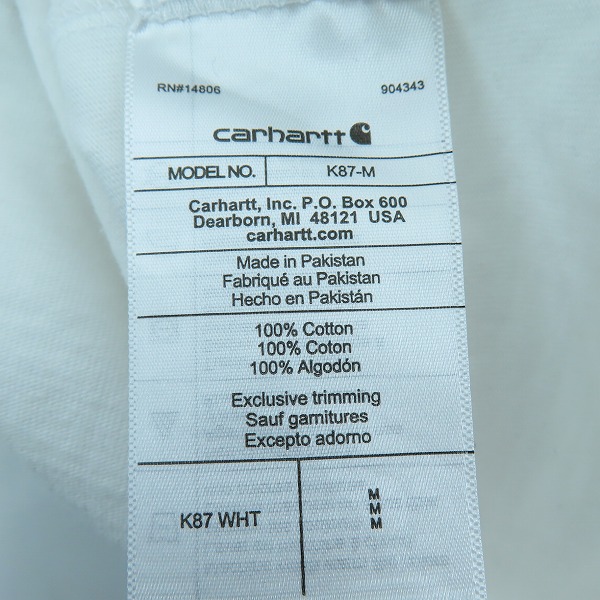 RN#14806 904343
carhartt
MODEL NO. K87-M
Carhartt, Inc. P.O. Box 600
Dearborn, MI 48121 USA
carhartt.com
Made in Pakistan
Fabriqué au Pakistan
Hecho en Pakistán
100% Cotton
100% Coton
100% Algodón
Exclusive trimming
Sauf garnitures
Excepto adorno
K87 WHT
M
M
M